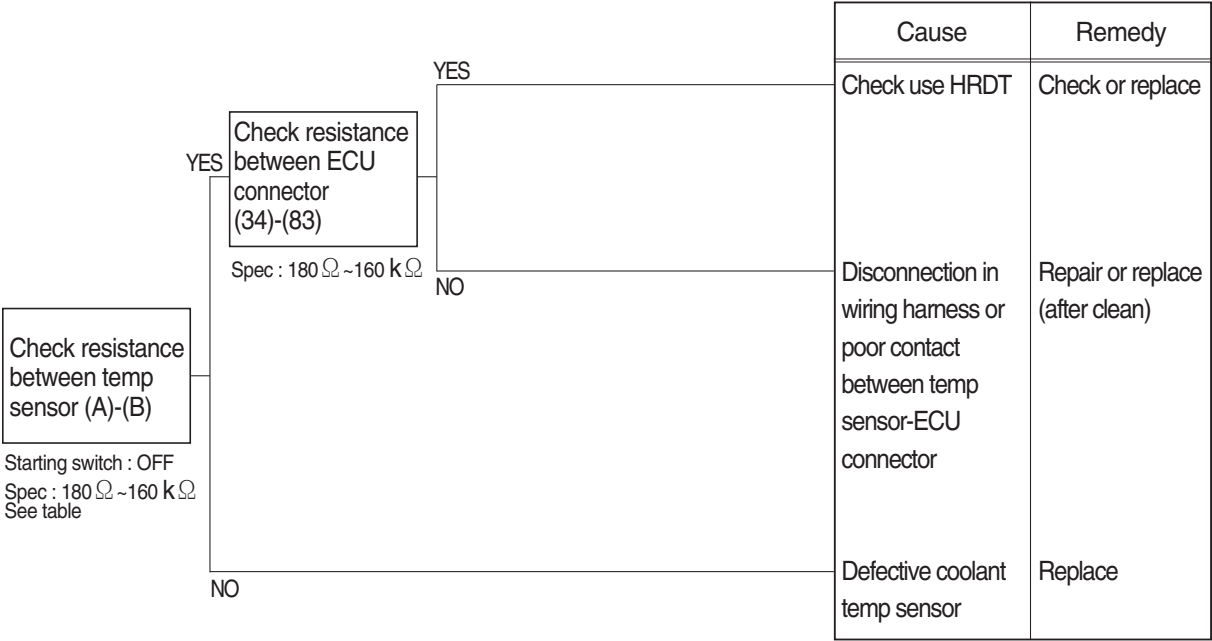 Cause
Remedy
YES
Check use HRDT
Check or replace
YES
Check resistance
between ECU
connector
(34)-(83)
Spec : 180 Ω ~160 kΩ
NO
Disconnection in
wiring harness or
poor contact
between temp
sensor-ECU
connector
Repair or replace
(after clean)
Check resistance
between temp
sensor (A)-(B)
Starting switch : OFF
Spec : 180 Ω ~160 kΩ
See table
NO
Defective coolant
temp sensor
Replace